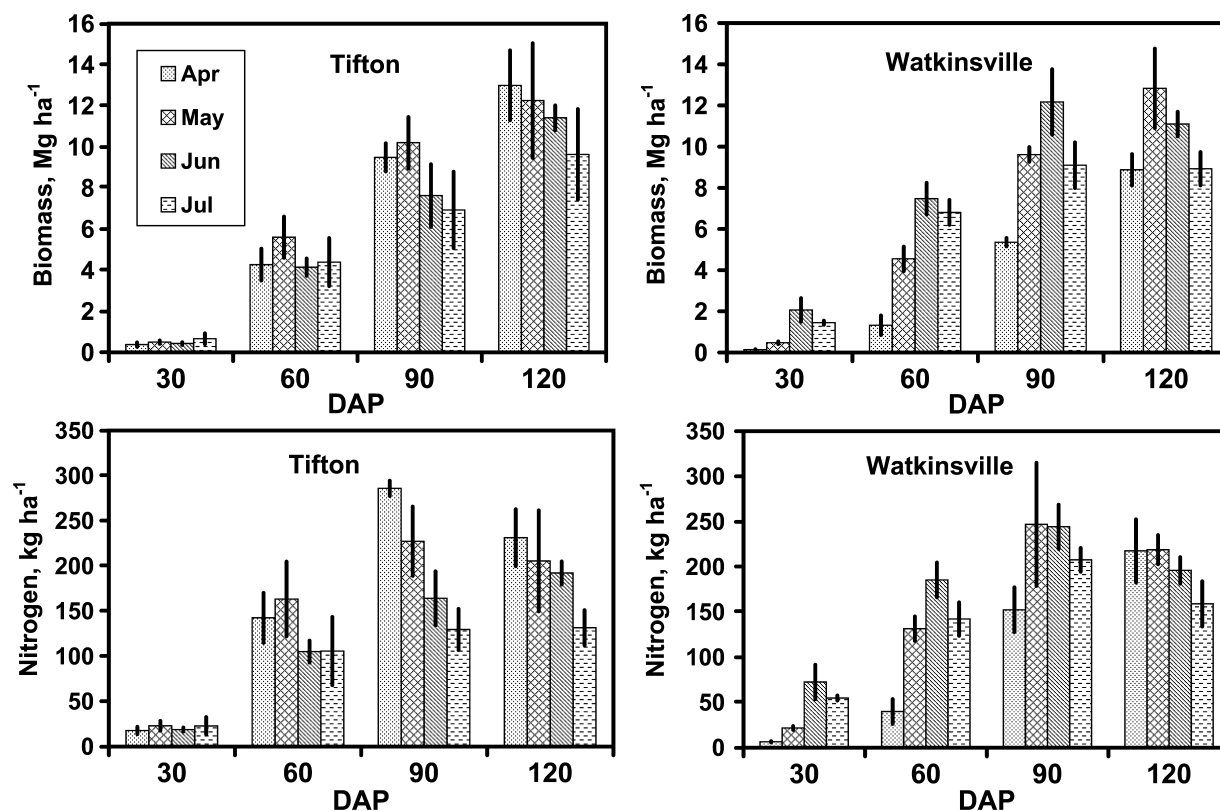 16
14
12
10
8
6
4
2
0
Biomass, Mg ha-1
Tifton
Apr
May
Jun
Jul
30 60 90 120
DAP
16
14
12
10
8
6
4
2
0
Biomass, Mg ha-1
Watkinsville
30 60 90 120
DAP
350
300
250
200
150
100
50
0
Nitrogen, kg ha-1
Tifton
30 60 90 120
DAP
350
300
250
200
150
100
50
0
Nitrogen, kg ha-1
Watkinsville
30 60 90 120
DAP